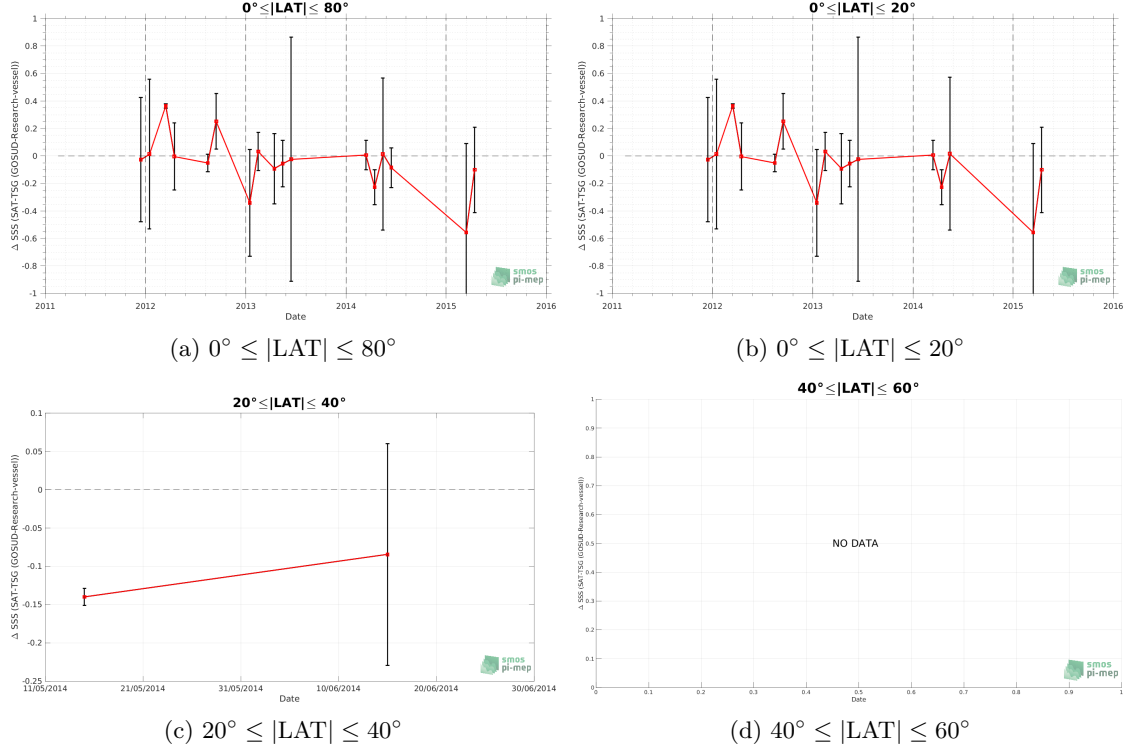 0°≤|LAT|≤ 80°
Δ SSS (SAT-TSG (GOSUD-Research-vessel))
1
0.8
0.6
0.4
0.2
0
-0.2
-0.4
-0.6
-0.8
-1
2011 2012 2013 2014 2015 2016
Date
smos
pi-mep
(a) 0° ≤ |LAT| ≤ 80°
0°≤|LAT|≤ 20°
Δ SSS (SAT-TSG (GOSUD-Research-vessel))
1
0.8
0.6
0.4
0.2
0
-0.2
-0.4
-0.6
-0.8
-1
2011 2012 2013 2014 2015 2016
Date
smos
pi-mep
(b) 0° ≤ |LAT| ≤ 20°
20°≤|LAT|≤ 40°
Δ SSS (SAT-TSG (GOSUD-Research-vessel))
0.1
0.05
0
-0.05
-0.1
-0.15
-0.2
-0.25
11/05/2014 21/05/2014 31/05/2014 10/06/2014 20/06/2014 30/06/2014
Date
smos
pi-mep
(c) 20° ≤ |LAT| ≤ 40°
40°≤|LAT|≤ 60°
Δ SSS (SAT-TSG (GOSUD-Research-vessel))
1
0.9
0.8
0.7
0.6
0.5
0.4
0.3
0.2
0.1
0
NO DATA
0 0.1 0.2 0.3 0.4 0.5 0.6 0.7 0.8 0.9 1
Date
smos
pi-mep
(d) 40° ≤ |LAT| ≤ 60°